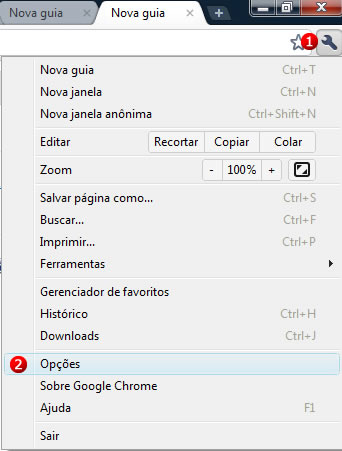 Nova guia Nova guia
1
Nova guia Ctrl+T
Nova janela Ctrl+N
Nova janela anônima Ctrl+Shift+N
Editar Recortar Copiar Colar
Zoom - 100% +
Salvar página como... Ctrl+S
Buscar... Ctrl+F
Imprimir... Ctrl+P
Ferramentas
Gerenciador de favoritos
Histórico Ctrl+H
Downloads Ctrl+J
2 Opções
Sobre Google Chrome
Ajuda F1
Sair